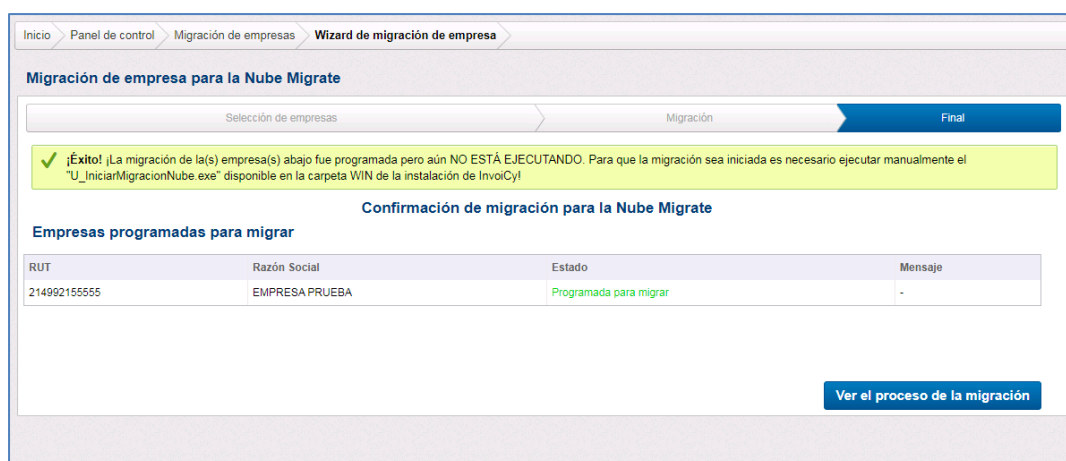 Inicio Panel de control Migración de empresas Wizard de migración de empresa
Migración de empresa para la Nube Migrate
Selección de empresas Migración Final
¡Éxito! ¡La migración de la(s) empresa(s) abajo fue programada pero aún NO ESTÁ EJECUTANDO. Para que la migración sea iniciada es necesario ejecutar manualmente el
"U_IniciarMigracionNube.exe" disponible en la carpeta WIN de la instalación de InvoiCy!
Confirmación de migración para la Nube Migrate
Empresas programadas para migrar
RUT Razón Social Estado Mensaje
214992155555 EMPRESA PRUEBA Programada para migrar -
Ver el proceso de la migración